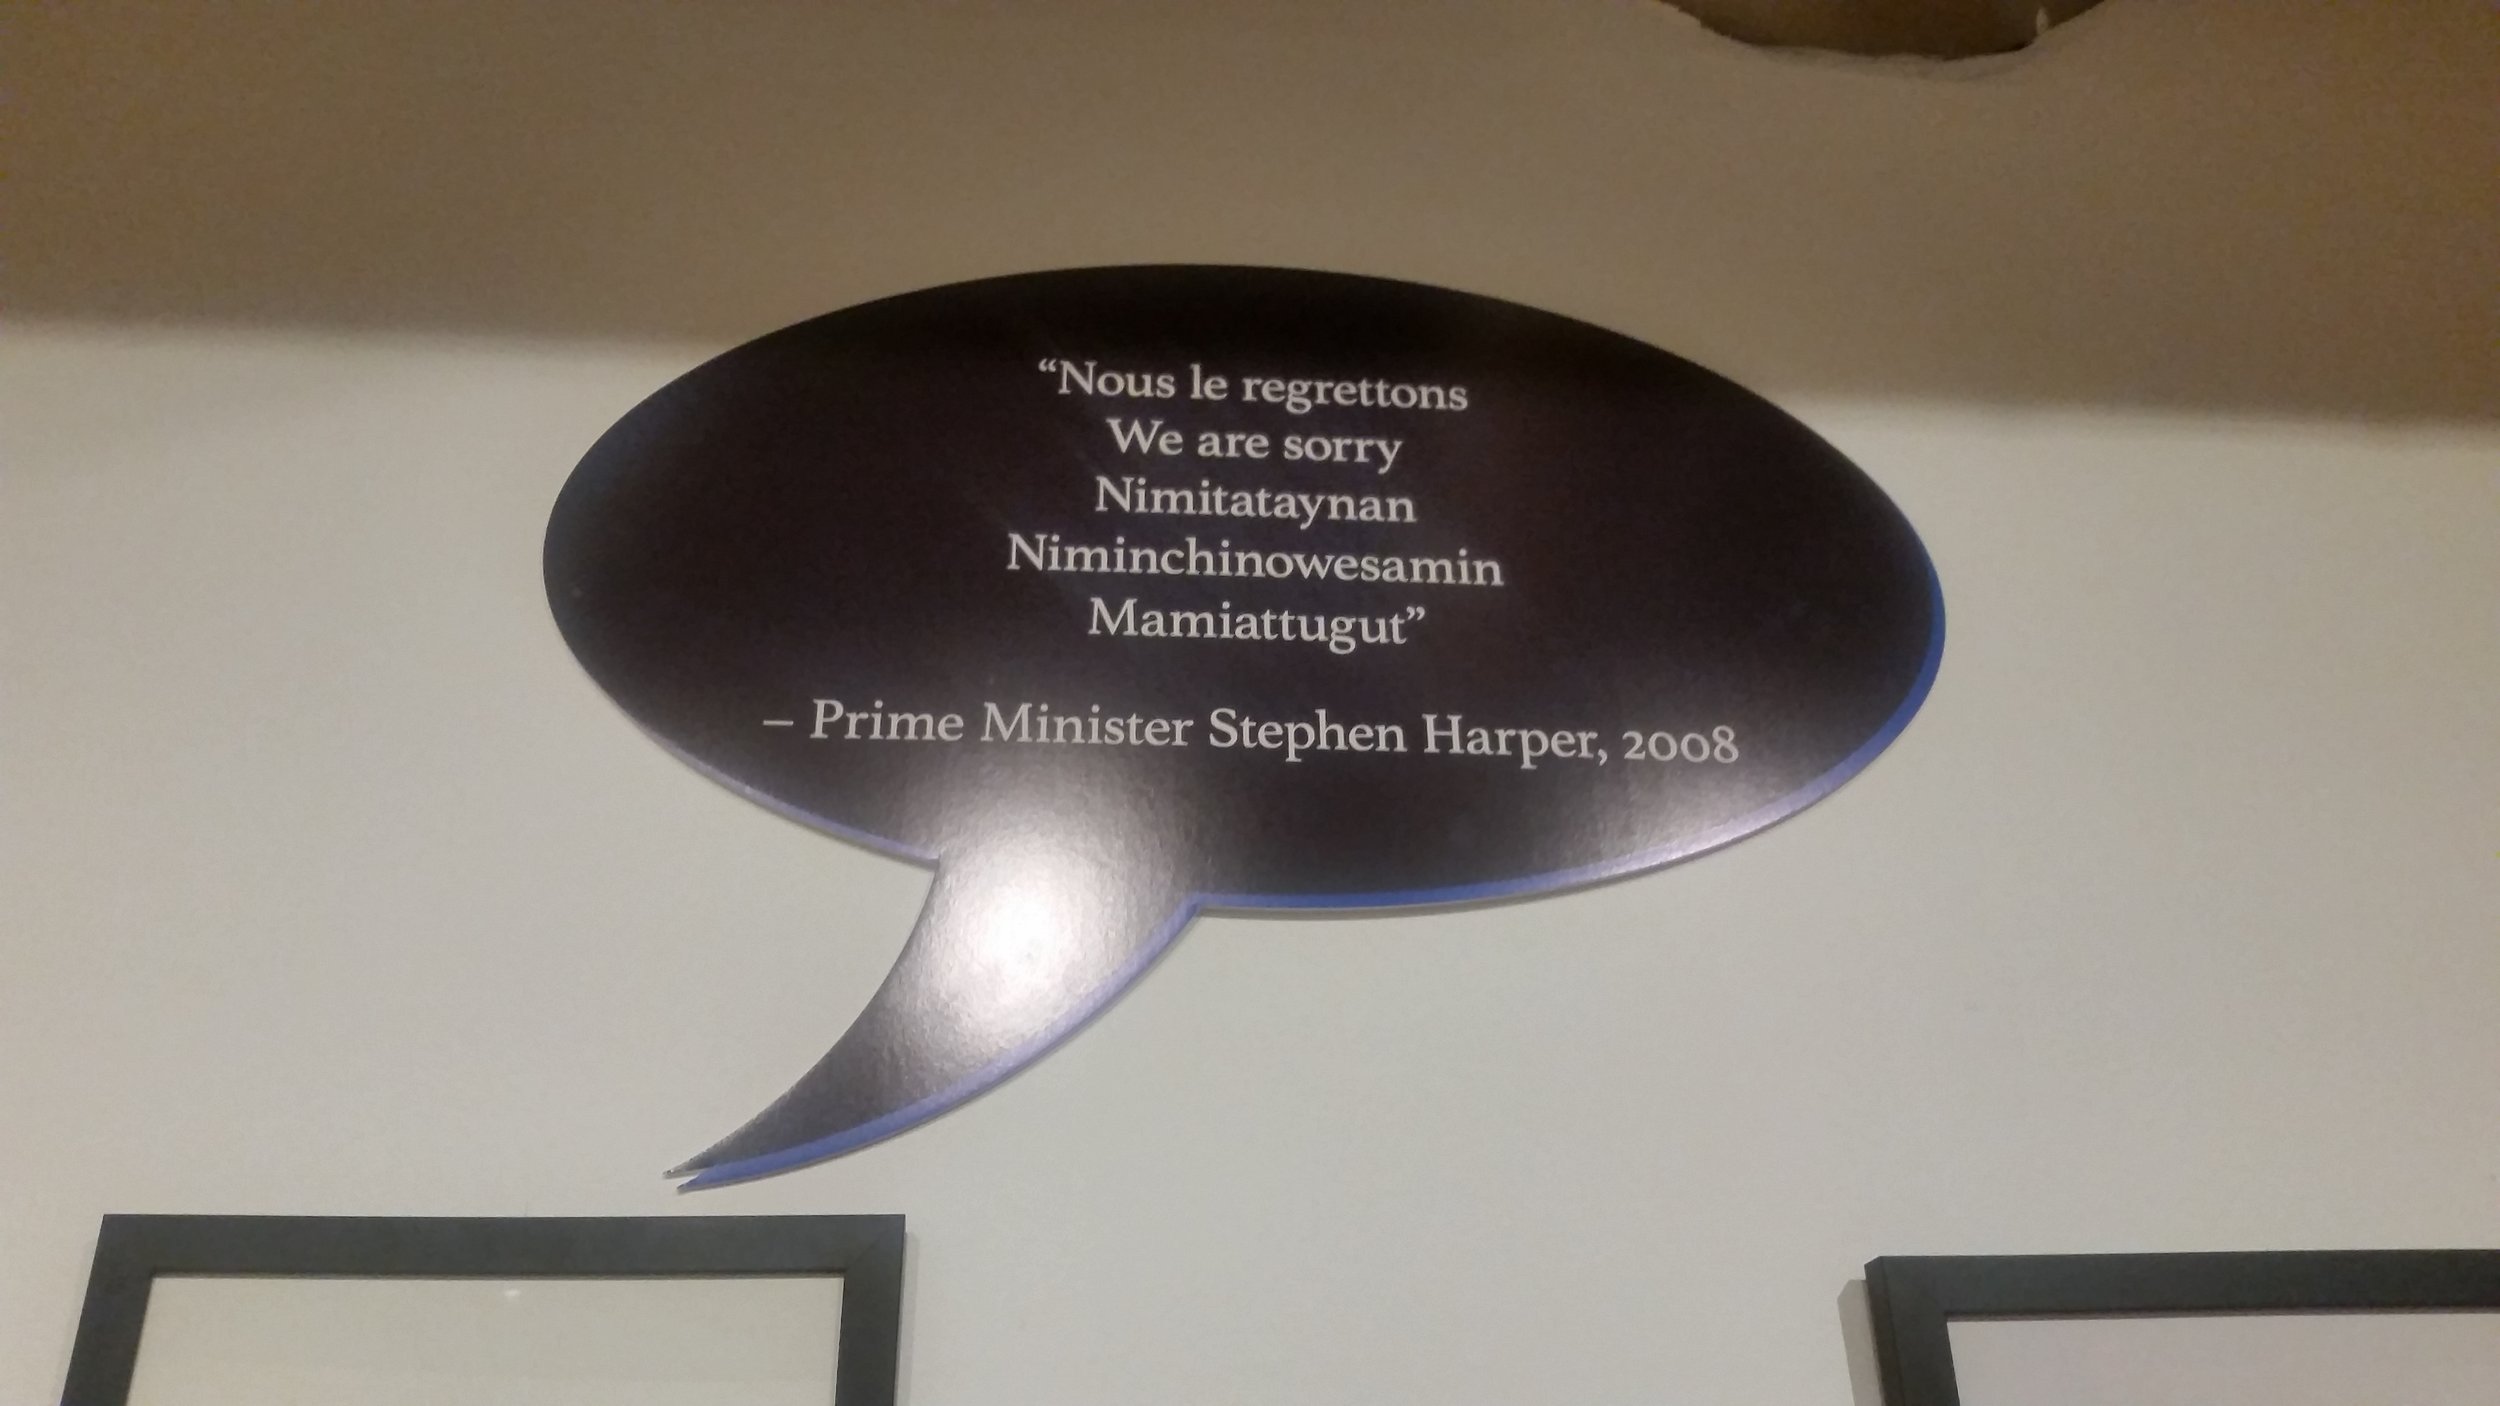 “Nous le regrettons
We are sorry
Nimitataynan
Niminchinowesamin
Mamiattugut”
– Prime Minister Stephen Harper, 2008